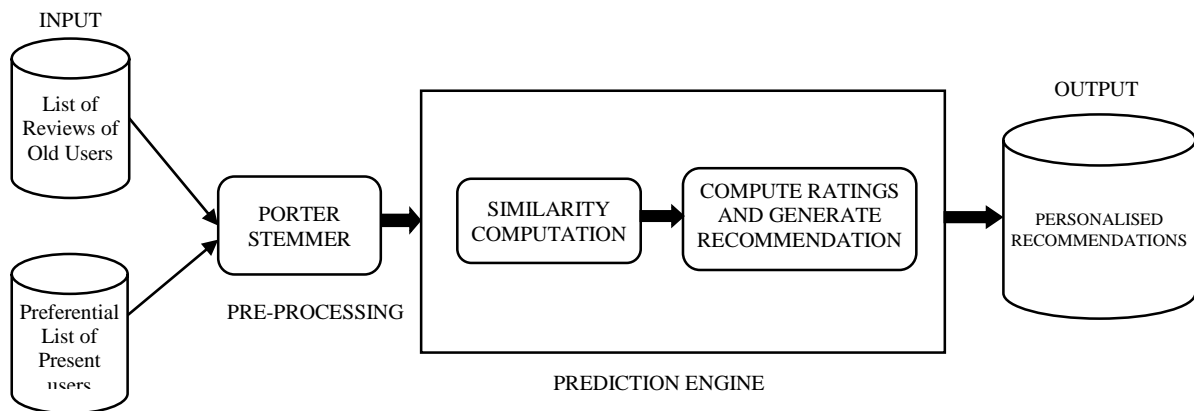 INPUT
List of
Reviews of
Old Users
Preferential
List of
Present
users
PORTER
STEMMER
PRE-PROCESSING
SIMILARITY
COMPUTATION
COMPUTE RATINGS
AND GENERATE
RECOMMENDATION
PREDICTION ENGINE
OUTPUT
PERSONALISED
RECOMMENDATIONS